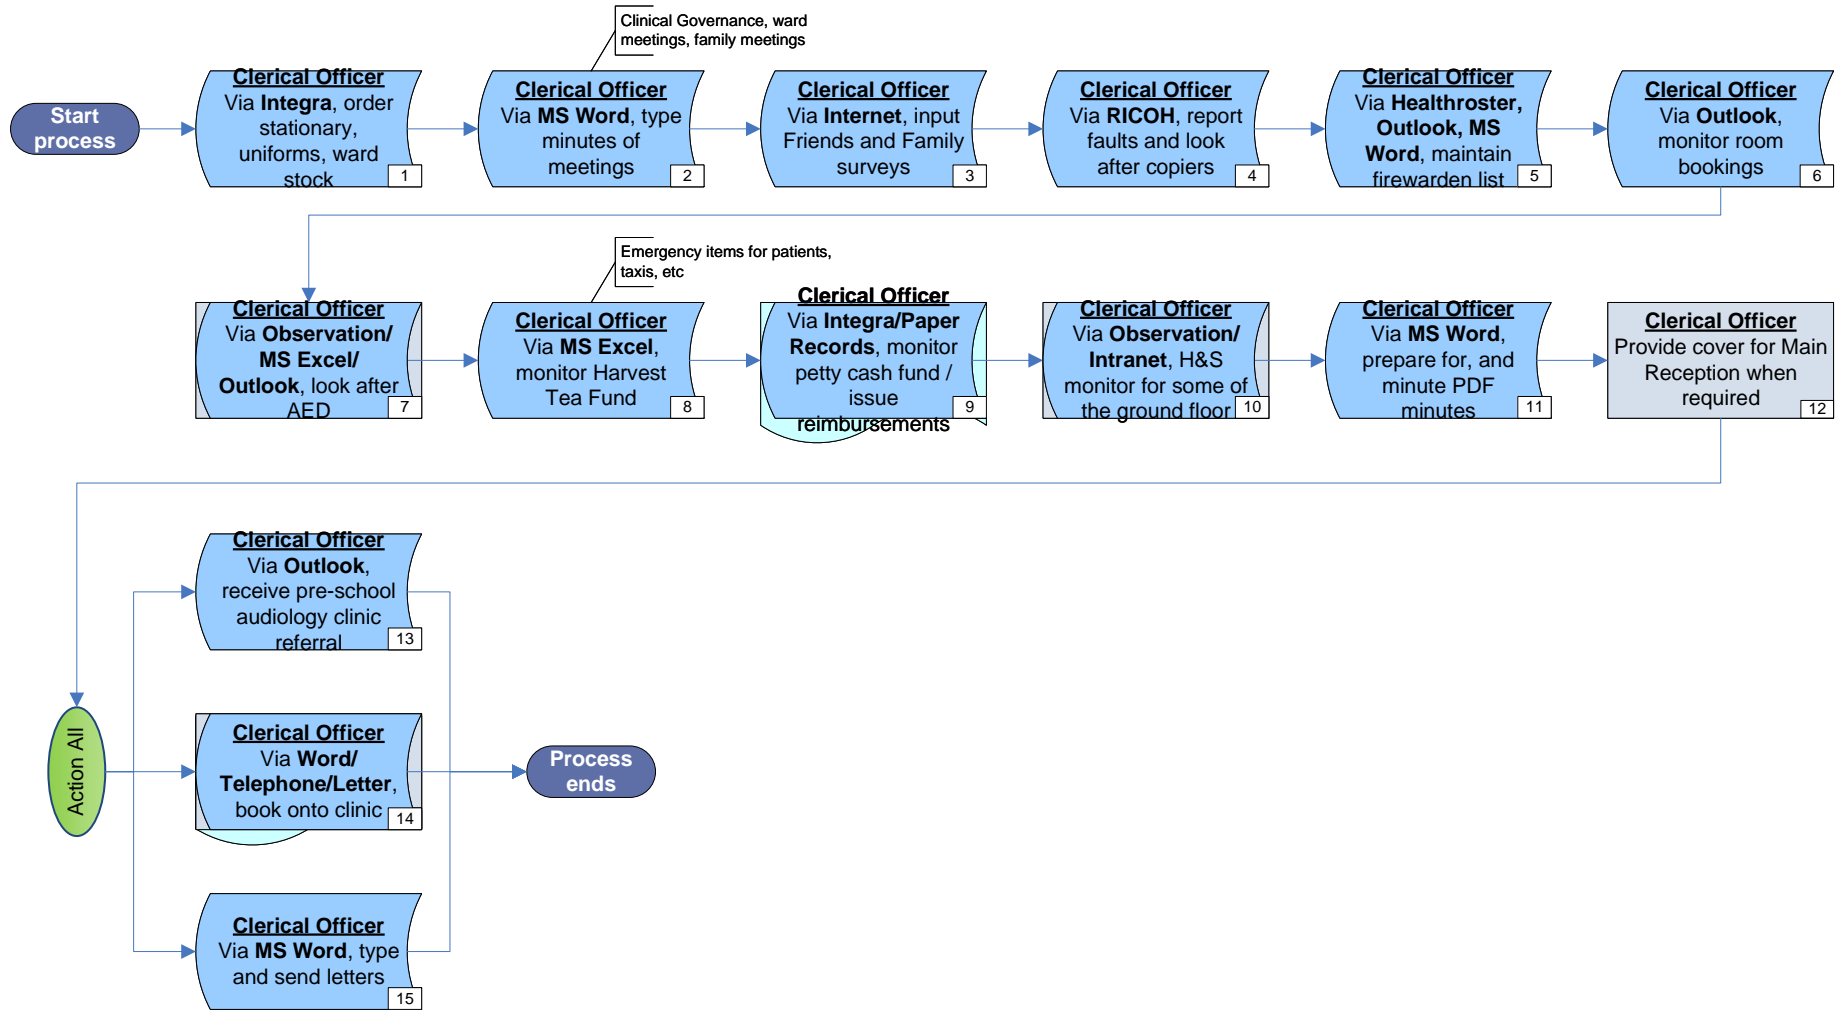 Clinical Governance, ward
meetings, family meetings
Start
process
Clerical Officer
Via Integra, order
stationary,
uniforms, ward
stock
1
Clerical Officer
Via MS Word, type
minutes of
meetings
2
Clerical Officer
Via Internet, input
Friends and Family
surveys
3
Clerical Officer
Via RICOH, report
faults and look
after copiers
4
Clerical Officer
Via Healthroster,
Outlook, MS
Word, maintain
firewarden list
5
Clerical Officer
Via Outlook,
monitor room
bookings
6
Emergency items for patients,
taxis, etc
Clerical Officer
Via Observation/
MS Excel/
Outlook, look after
AED
7
Clerical Officer
Via MS Excel,
monitor Harvest
Tea Fund
8
Clerical Officer
Via Integra/Paper
Records, monitor
petty cash fund /
issue
reimbursements
9
Clerical Officer
Via Observation/
Intranet, H&S
monitor for some of
the ground floor
10
Clerical Officer
Via MS Word,
prepare for, and
minute PDF
minutes
11
Clerical Officer
Provide cover for Main
Reception when
required
12
Clerical Officer
Via Outlook,
receive pre-school
audiology clinic
referral
13
Action All
Clerical Officer
Via Word/
Telephone/Letter,
book onto clinic
14
Process
ends
Clerical Officer
Via MS Word, type
and send letters
15